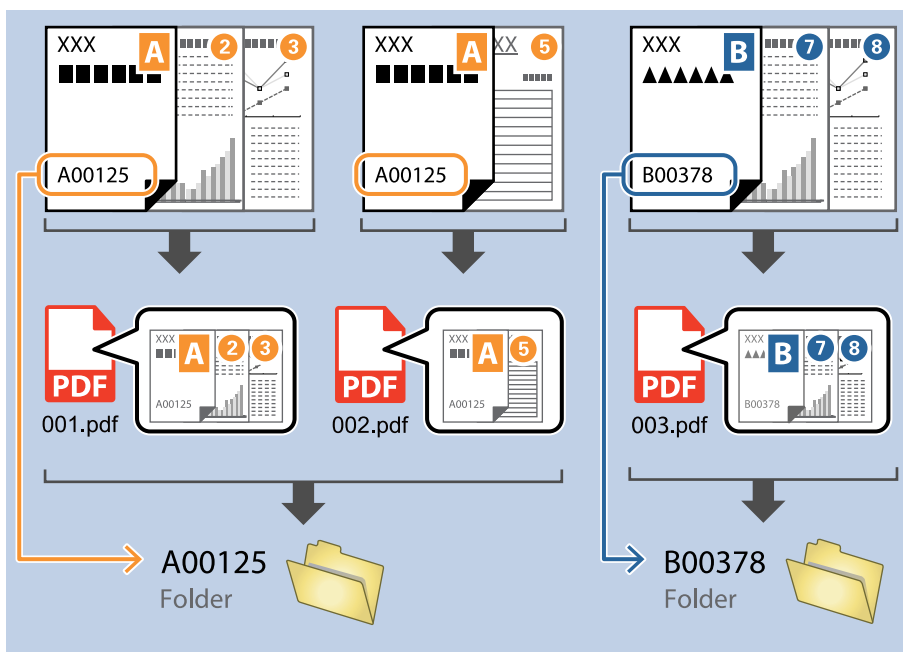 XXX A 2 3
A00125
XXX A XX 5
A00125
XXX B 7 8
B00378
PDF
001.pdf
XXX A 2 3
A00125
PDF
002.pdf
XXX A 5
A00125
PDF
003.pdf
XXX B 7 8
B00378
A00125
Folder
B00378
Folder